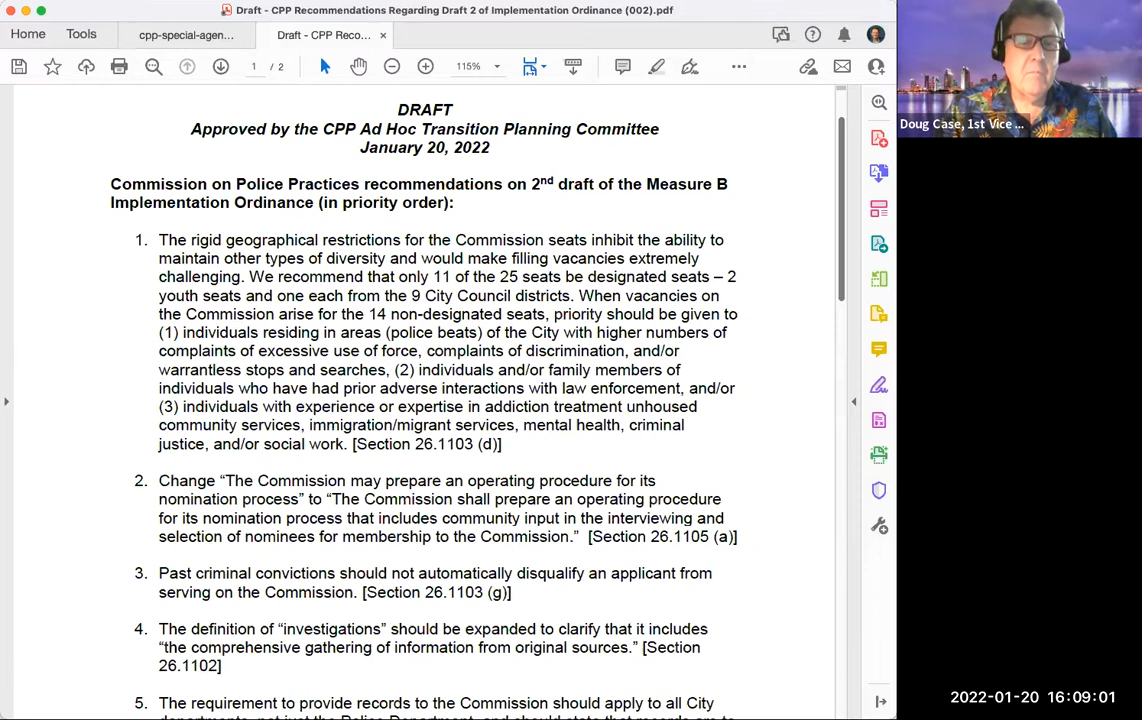 Draft - CPP Recommendations Regarding Draft 2 of Implementation Ordinance (002).pdf
Home Tools cpp-special-agen... Draft - CPP Reco... ×
1 / 2 115%
DRAFT
Approved by the CPP Ad Hoc Transition Planning Committee
January 20, 2022
Commission on Police Practices recommendations on 2nd draft of the Measure B
Implementation Ordinance (in priority order):
1. The rigid geographical restrictions for the Commission seats inhibit the ability to
maintain other types of diversity and would make filling vacancies extremely
challenging. We recommend that only 11 of the 25 seats be designated seats – 2
youth seats and one each from the 9 City Council districts. When vacancies on
the Commission arise for the 14 non-designated seats, priority should be given to
(1) individuals residing in areas (police beats) of the City with higher numbers of
complaints of excessive use of force, complaints of discrimination, and/or
warrantless stops and searches, (2) individuals and/or family members of
individuals who have had prior adverse interactions with law enforcement, and/or
(3) individuals with experience or expertise in addiction treatment unhoused
community services, immigration/migrant services, mental health, criminal
justice, and/or social work. [Section 26.1103 (d)]
2. Change “The Commission may prepare an operating procedure for its
nomination process” to “The Commission shall prepare an operating procedure
for its nomination process that includes community input in the interviewing and
selection of nominees for membership to the Commission.” [Section 26.1105 (a)]
3. Past criminal convictions should not automatically disqualify an applicant from
serving on the Commission. [Section 26.1103 (g)]
4. The definition of “investigations” should be expanded to clarify that it includes
“the comprehensive gathering of information from original sources.” [Section
26.1102]
5. The requirement to provide records to the Commission should apply to all City
departments, not just the Police Department, and should state that records are to
Doug Case, 1st Vice ...
2022-01-20 16:09:01